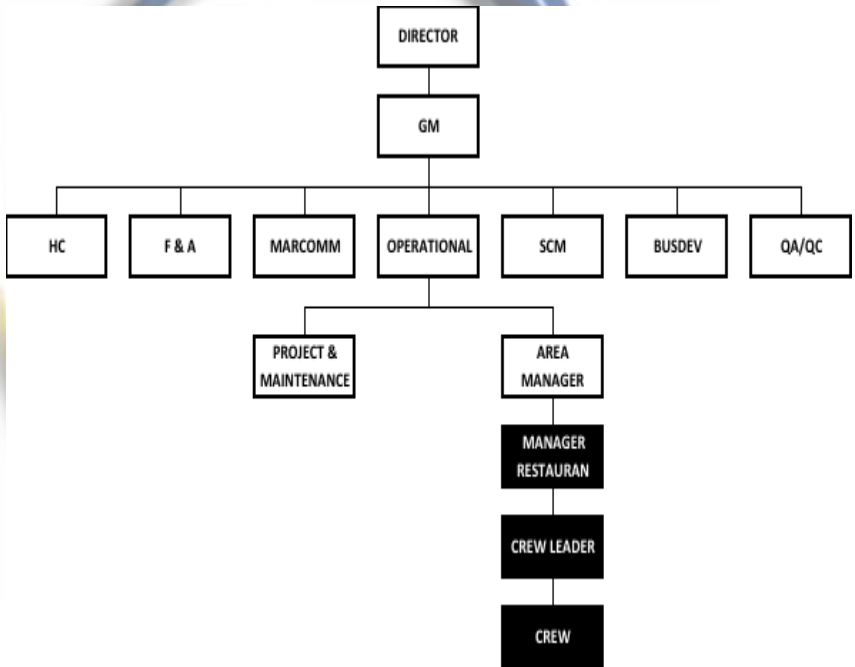 DIRECTOR
GM
HC
F & A
MARCOMM
OPERATIONAL
SCM
BUSDEV
QA/QC
PROJECT &
MAINTENANCE
AREA
MANAGER
MANAGER
RESTAURAN
CREW LEADER
CREW